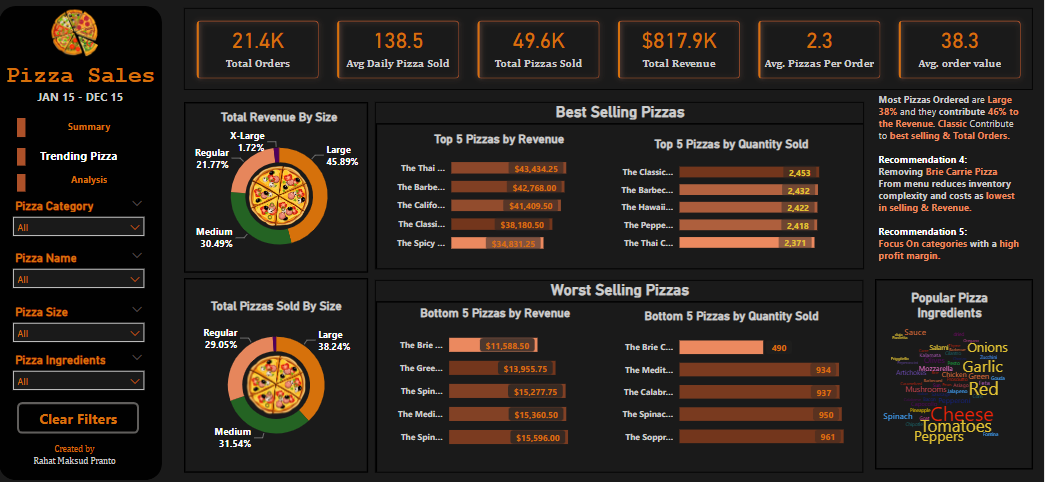 Pizza Sales
JAN 15 - DEC 15
Summary
Trending Pizza
Analysis
Pizza Category
All
Pizza Name
All
Pizza Size
All
Pizza Ingredients
All
Clear Filters
Created by
Rahat Maksud Pranto
21.4K
Total Orders
138.5
Avg Daily Pizza Sold
49.6K
Total Pizzas Sold
$817.9K
Total Revenue
2.3
Avg. Pizzas Per Order
38.3
Avg. order value
Total Revenue By Size
X-Large
1.72%
Regular
21.77%
Large
45.89%
Medium
30.49%
Best Selling Pizzas
Top 5 Pizzas by Revenue
The Thai ... $43,434.25
The Barbe... $42,768.00
The Califo... $41,409.50
The Classi... $38,180.50
The Spicy ... $34,831.25
Top 5 Pizzas by Quantity Sold
The Classic... 2,453
The Barbec... 2,432
The Hawaii... 2,422
The Peppe... 2,418
The Thai C... 2,371
Most Pizzas Ordered are Large
38% and they contribute 46% to
the Revenue. Classic Contribute
to best selling & Total Orders.
Recommendation 4:
Removing Brie Carrie Pizza
From menu reduces inventory
complexity and costs as lowest
in selling & Revenue.
Recommendation 5:
Focus On categories with a high
profit margin.
Total Pizzas Sold By Size
Regular
29.05%
Large
38.24%
Medium
31.54%
Worst Selling Pizzas
Bottom 5 Pizzas by Revenue
The Brie ... $11,588.50
The Gree... $13,955.75
The Spin... $15,277.75
The Medi... $15,360.50
The Spin... $15,596.00
Bottom 5 Pizzas by Quantity Sold
The Brie C... 490
The Medit... 934
The Calabr... 937
The Spinac... 950
The Soppr... 961
Popular Pizza
Ingredients
Sauce
Salami
Onions
Mozzarella
Garlic
Artichokes
Chicken
Green
Mushrooms
Red
Spinach
Cheese
Tomatoes
Peppers